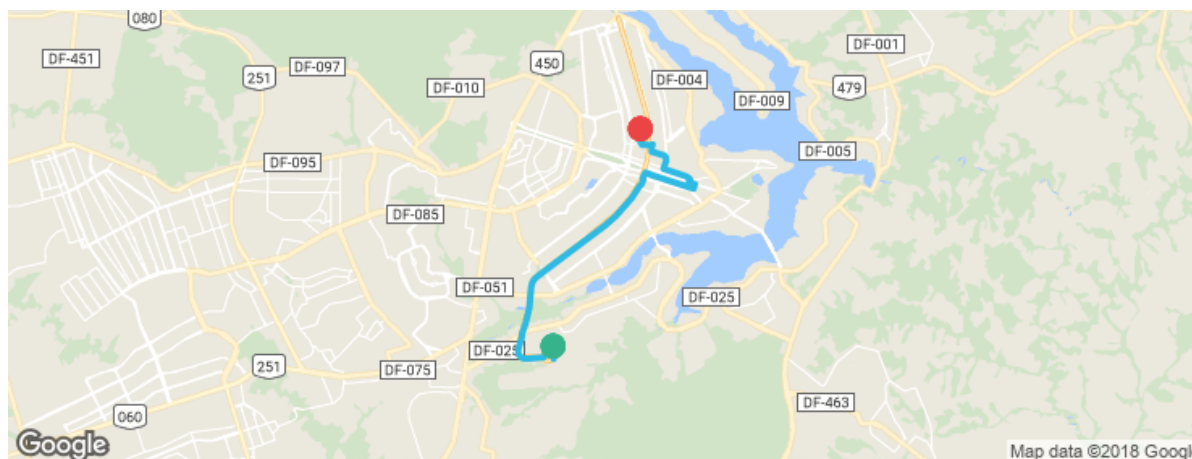 080
DF-451
DF-001
DF-097
450
251
DF-004
DF-010
479
DF-009
DF-095
DF-005
DF-085
DF-051
DF-025
DF-025
251
DF-075
060
DF-463
Google
Map data ©2018 Googl